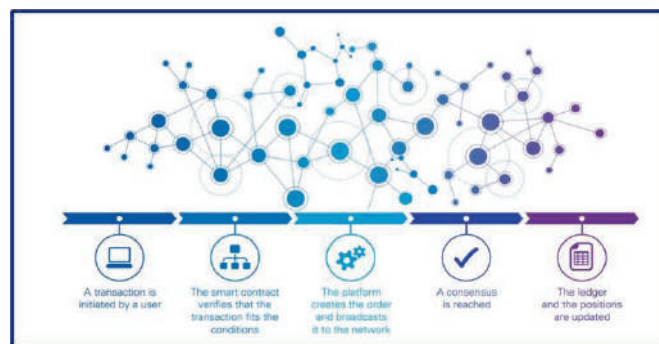 A transaction is
initiated by a user
The smart contract
verifies that the
transaction fits the
conditions
The platform
creates the order
and broadcasts
it to the network
A consensus
is reached
The ledger
and the positions
are updated